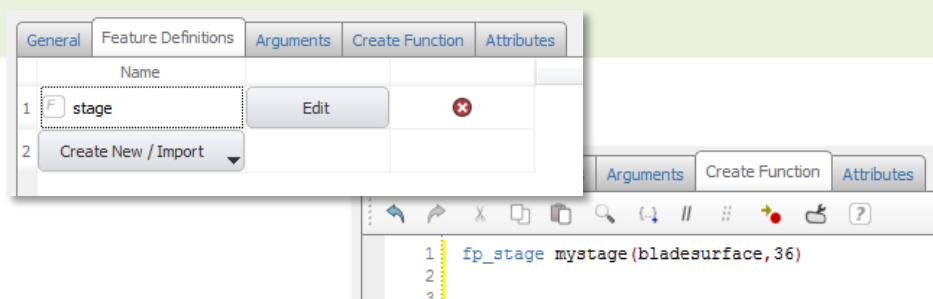 General Feature Definitions Arguments Create Function Attributes
Name
1 F stage Edit
2 Create New / Import
Arguments Create Function Attributes
// # ?
1 fp_stage mystage(bladesurface,36)
2
3